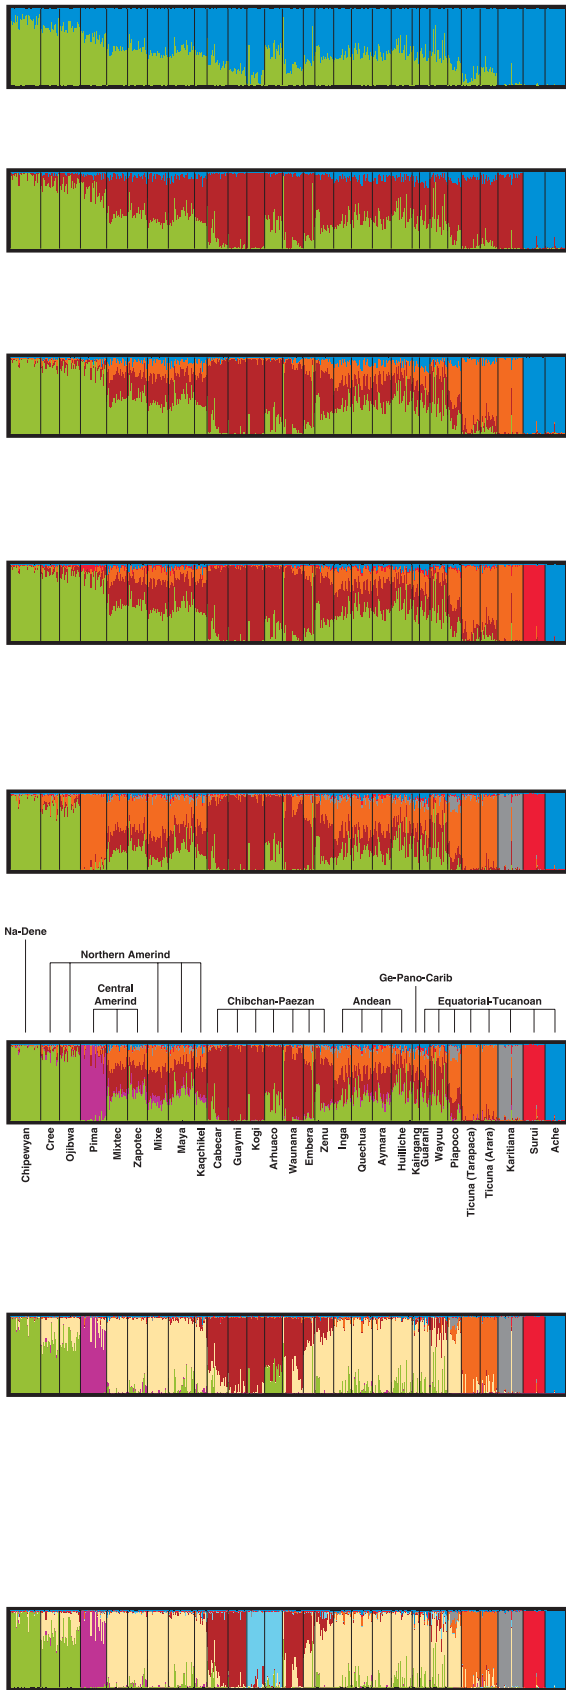 Na-Dene
Northern Amerind
Ge-Pano-Carib
Central
Amerind
Chibchan-Paezan
Andean
Equatorial-Tucanoan
Chipewyan
Cree
Ojibwa
Pima
Mixtec
Zapotec
Mixe
Maya
Kaqchikel
Cabecar
Guaymi
Kogi
Arhuaco
Waunana
Embera
Zenu
Inga
Quechua
Aymara
Huilliche
Kaingang
Guarani
Wayuu
Piapoco
Ticuna (Tarapaca)
Ticuna (Arara)
Karitiana
Surui
Ache